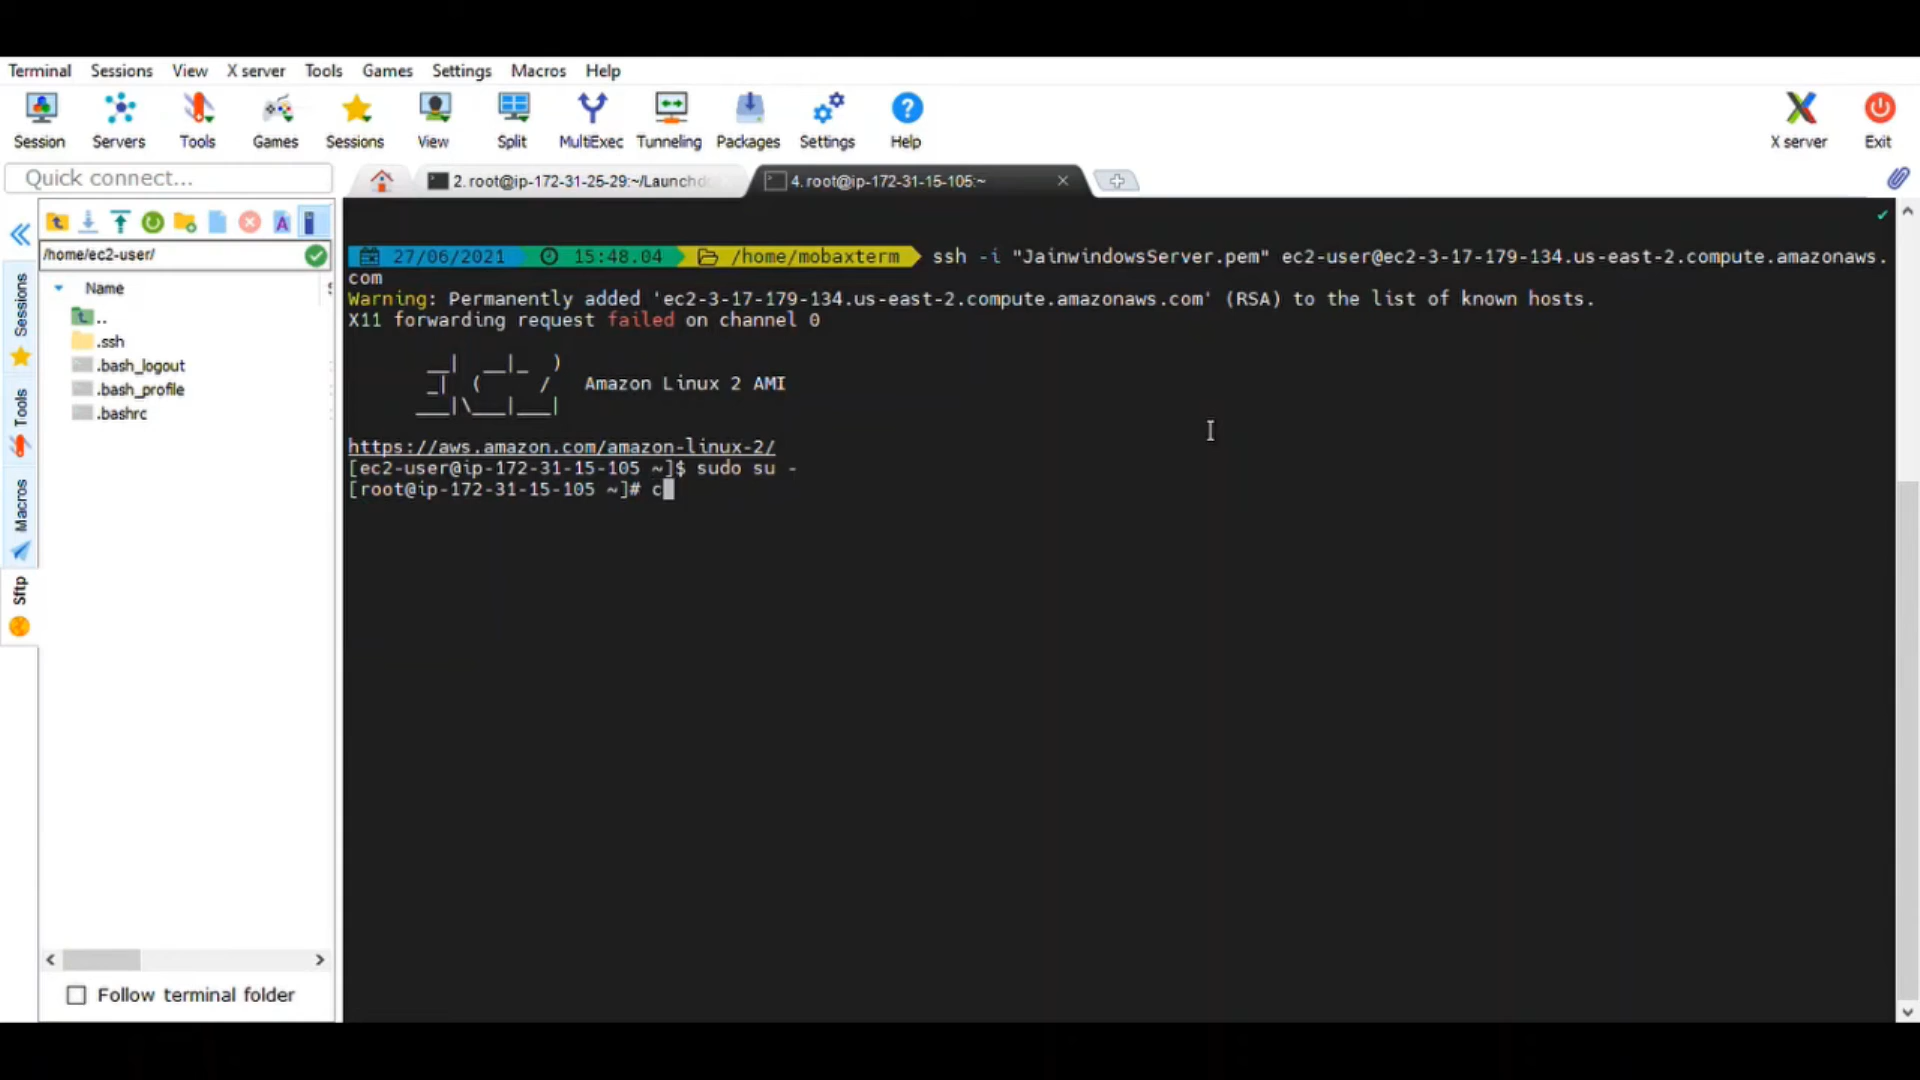 Terminal Sessions View X server Tools Games Settings Macros Help
Session Servers Tools Games Sessions View Split MultiExec Tunneling Packages Settings Help X server Exit
Quick connect...
2. root@ip-172-31-25-29:~/Launchd
4. root@ip-172-31-15-105:~
/home/ec2-user/
Name
..
.ssh
.bash_logout
.bash_profile
.bashrc
Sessions
Tools
Macros
Sftp
Follow terminal folder
27/06/2021 15:48.04 /home/mobaxterm ssh -i "JainwindowsServer.pem" ec2-user@ec2-3-17-179-134.us-east-2.compute.amazonaws.
com
Warning: Permanently added 'ec2-3-17-179-134.us-east-2.compute.amazonaws.com' (RSA) to the list of known hosts.
X11 forwarding request failed on channel 0
__|  __|_  )
_|  (     /   Amazon Linux 2 AMI
___|\___|___|
https://aws.amazon.com/amazon-linux-2/
[ec2-user@ip-172-31-15-105 ~]$ sudo su -
[root@ip-172-31-15-105 ~]# c